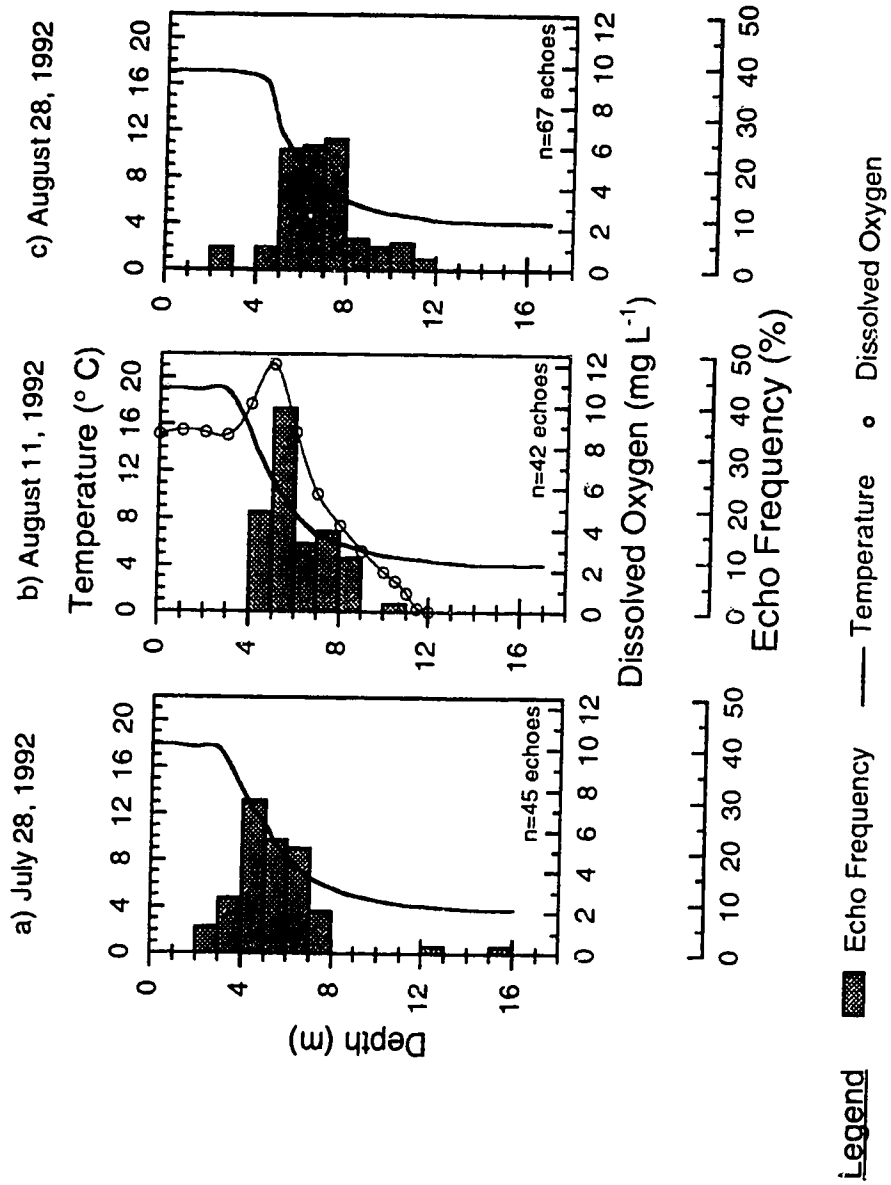 a) July 28, 1992
b) August 11, 1992
c) August 28, 1992
Temperature (° C)
0 4 8 12 16 20
0 4 8 12 16 20
0 4 8 12 16 20
Depth (m)
0
4
8
12
16
0
4
8
12
16
0
4
8
12
16
n=45 echoes
n=42 echoes
n=67 echoes
0 2 4 6 8 10 12
0 2 4 6 8 10 12
0 2 4 6 8 10 12
Dissolved Oxygen (mg L⁻¹)
0 10 20 30 40 50
0 10 20 30 40 50
0 10 20 30 40 50
Echo Frequency (%)
Legend Echo Frequency Temperature Dissolved Oxygen